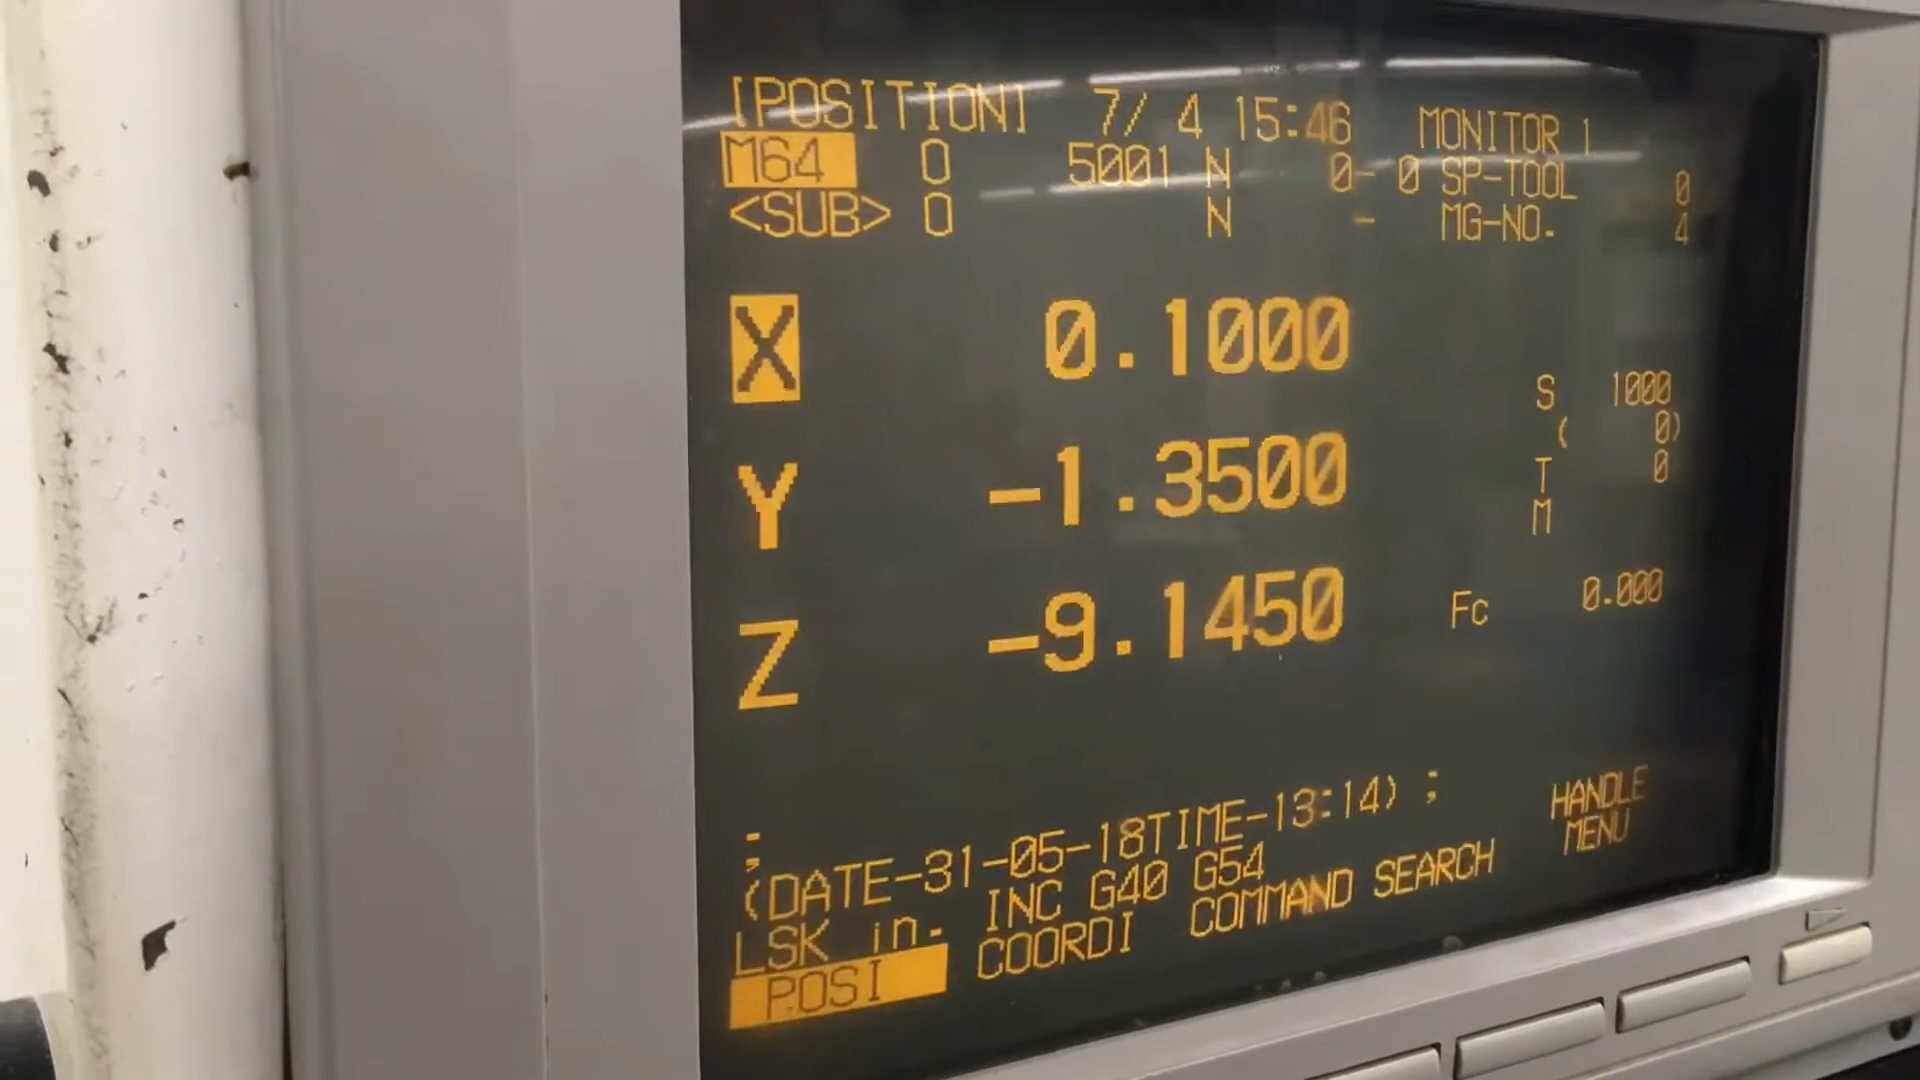 [POSITION] 7/ 4 15:46 MONITOR 1
M64 O 5001 N 0- 0 SP-TOOL 0
<SUB> O N - MG-NO. 4
X 0.1000
S 1000
( 0)
Y -1.3500
T 0
M
Z -9.1450 Fc 0.000
;
(DATE-31-05-18TIME-13:14) ;
LSK in. INC G40 G54
HANDLE
POSI COORDI COMMAND SEARCH MENU